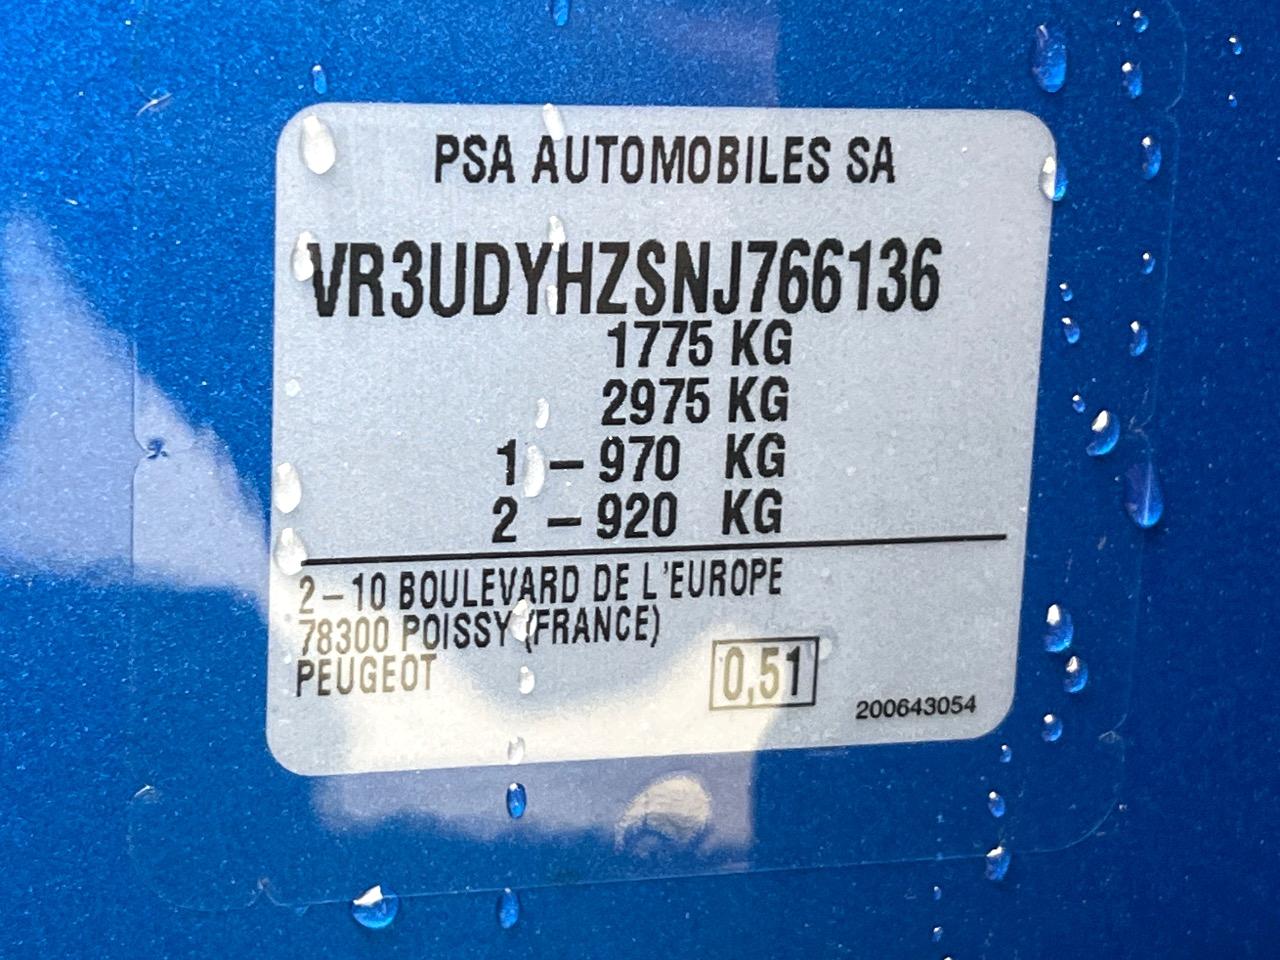 PSA AUTOMOBILES SA
VR3UDYHZSNJ766136
1775 KG
2975 KG
1 – 970 KG
2 – 920 KG
2–10 BOULEVARD DE L'EUROPE
78300 POISSY (FRANCE)
PEUGEOT
0,51
200643054